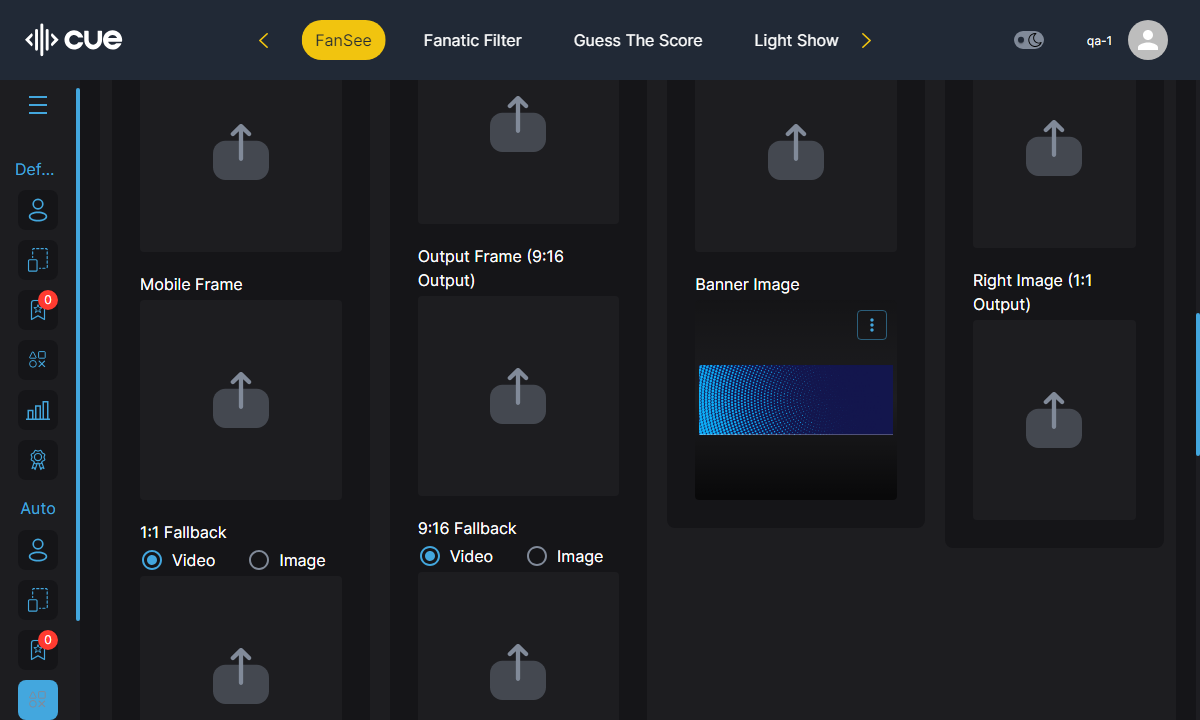 cue
FanSee
Fanatic Filter
Guess The Score
Light Show
qa-1
Def...
0
Auto
0
Mobile Frame
1:1 Fallback
Video
Image
Output Frame (9:16
Output)
9:16 Fallback
Video
Image
Banner Image
Right Image (1:1
Output)